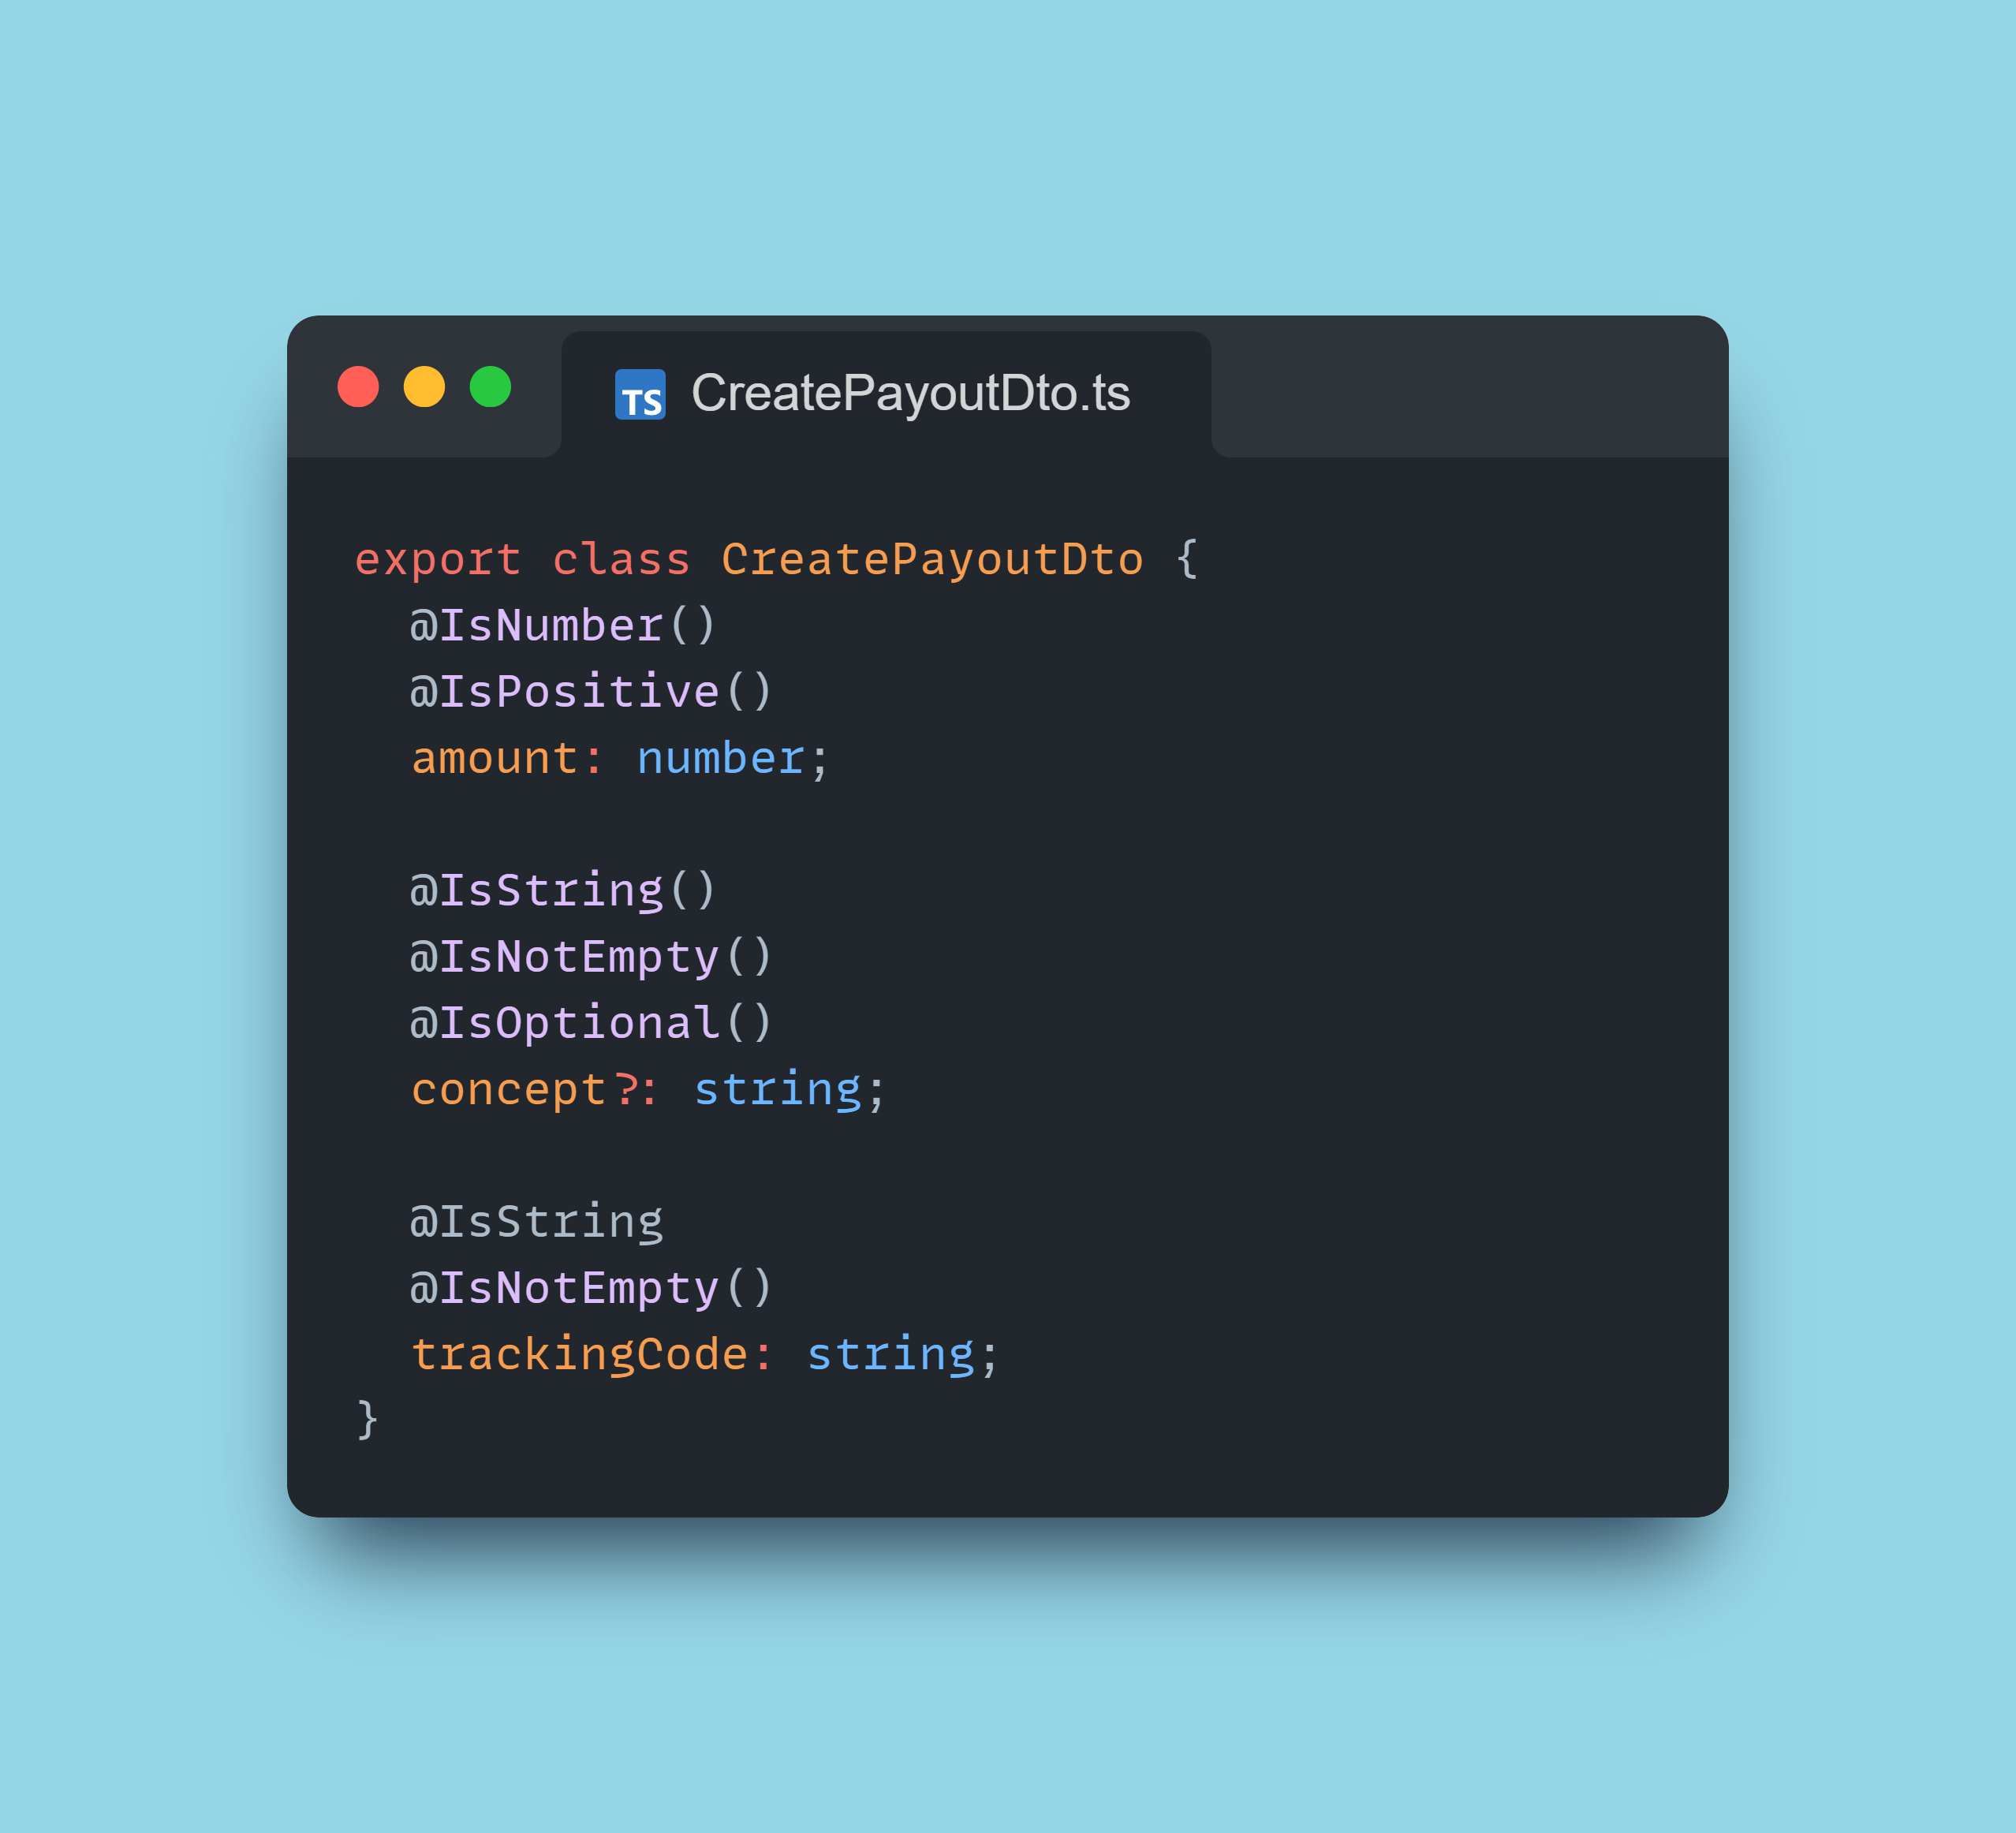 TS CreatePayoutDto.ts
export class CreatePayoutDto {
  @IsNumber()
  @IsPositive()
  amount: number;

  @IsString()
  @IsNotEmpty()
  @IsOptional()
  concept?: string;

  @IsString
  @IsNotEmpty()
  trackingCode: string;
}